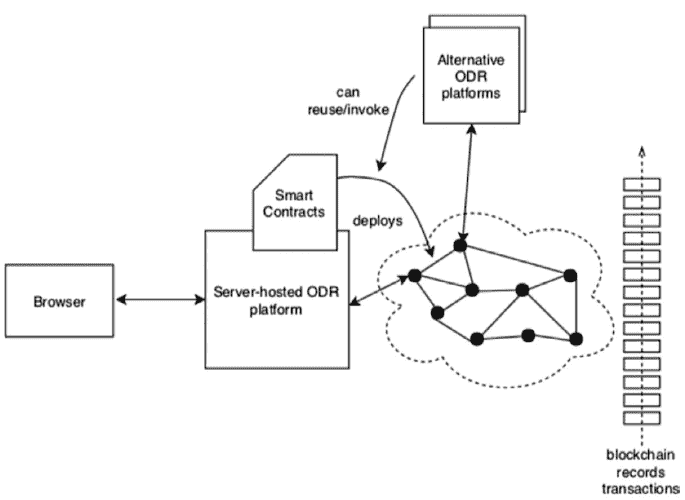 Alternative
ODR
platforms
can
reuse/invoke
Smart
Contracts
deploys
Server-hosted ODR
platform
Browser
blockchain
records
transactions